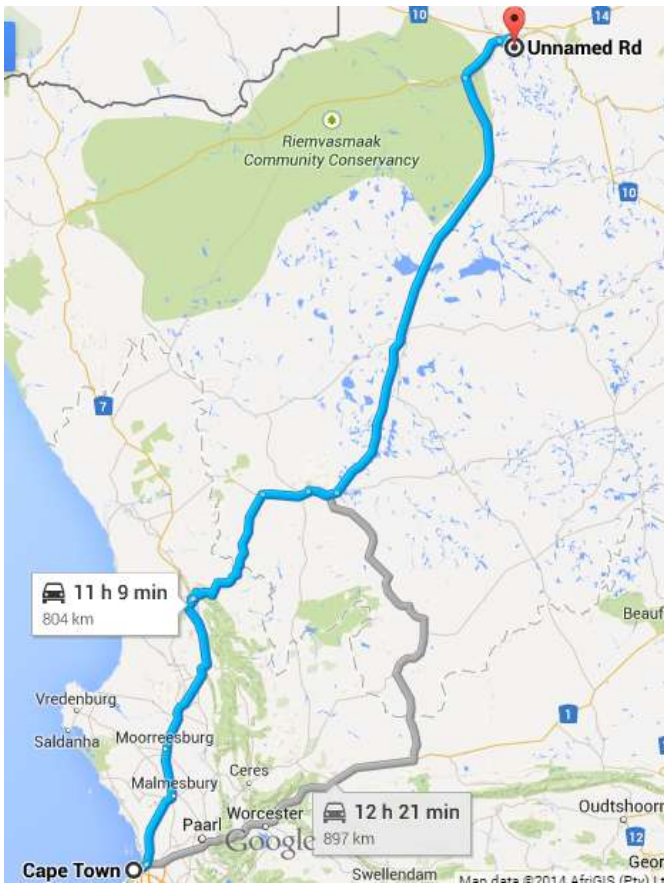 10
14
Unnamed Rd
Riemvasmaak
Community Conservancy
10
7
11 h 9 min
804 km
Beauf
Vredenburg
1
Saldanha
Moorreesburg
Ceres
Malmesbury
12 h 21 min
897 km
Oudtshoorn
Paarl
Worcester
Google
12
Cape Town
Swellendam
Geor
Map data ©2014 AfriGIS (Pty) L